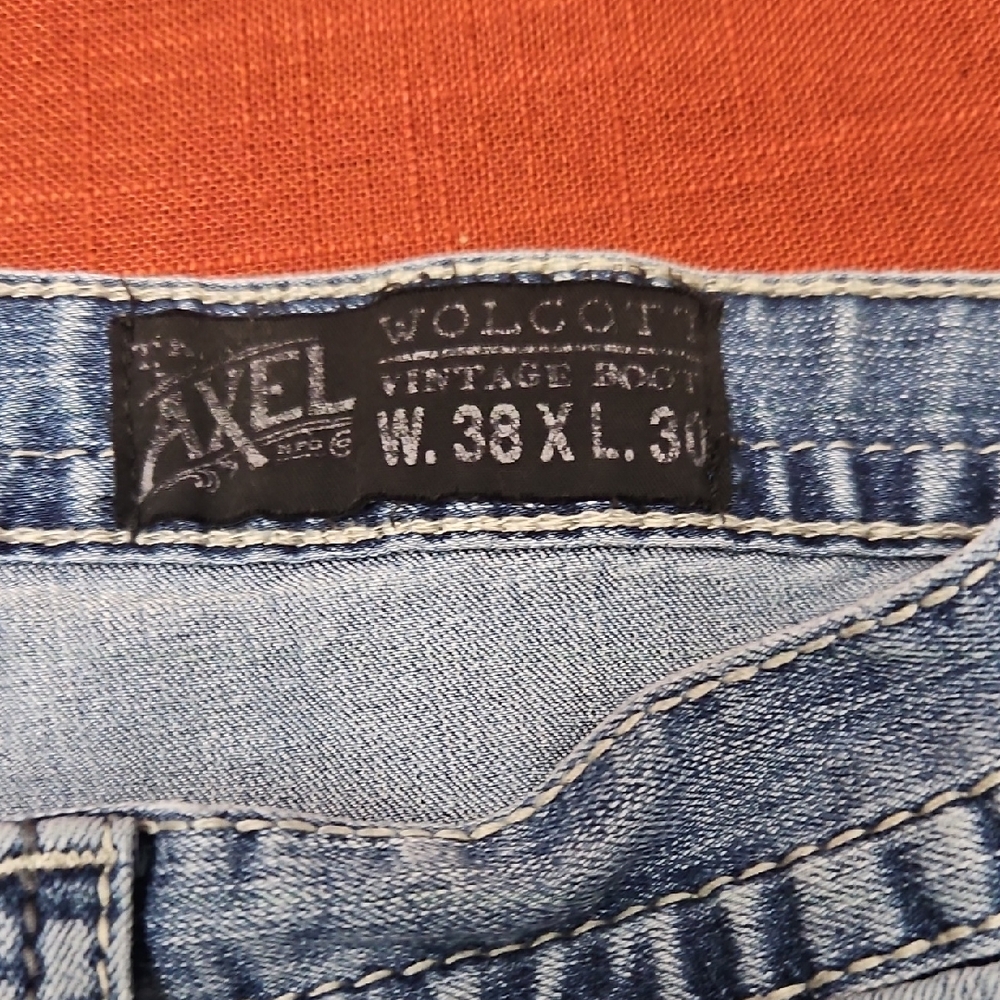 AXEL
WOLCOTT
VINTAGE BOOT
W. 38 X L. 30